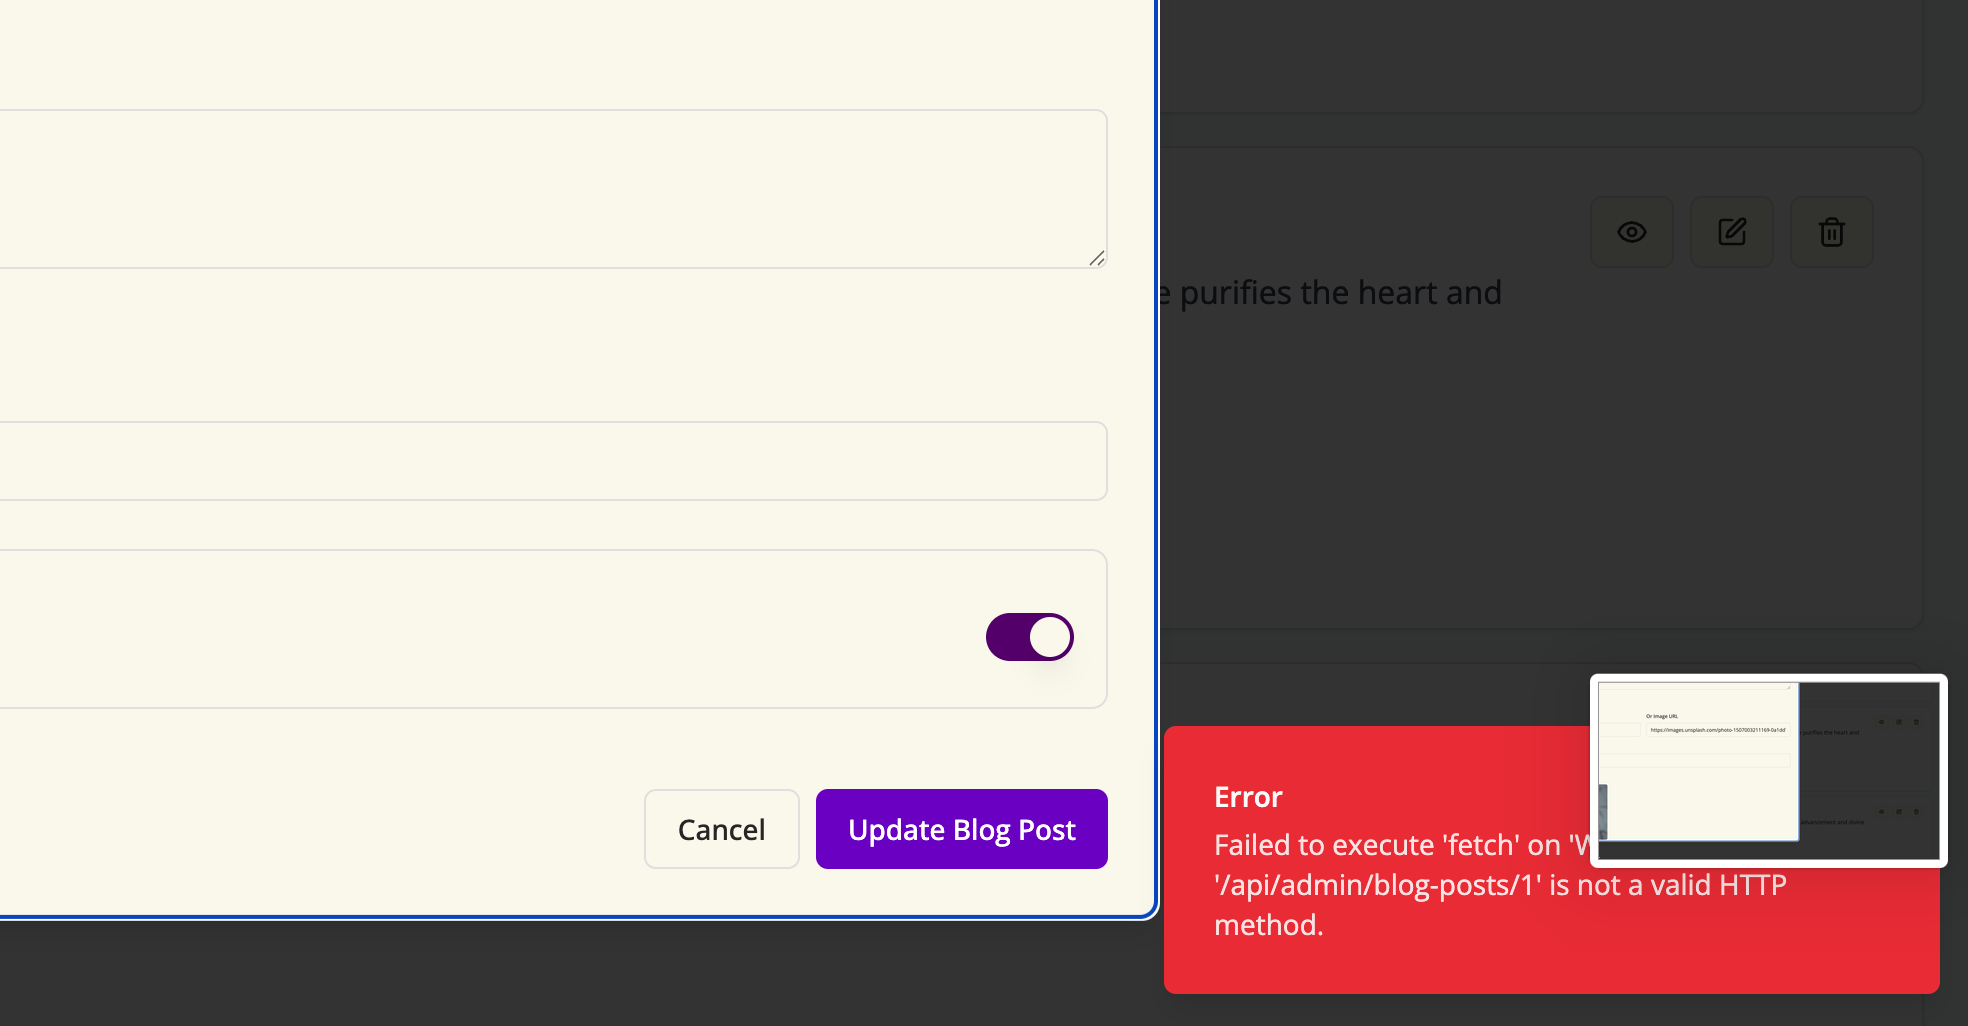 e purifies the heart and
Or Image URL
https://images.unsplash.com/photo-1507003211169-0a1dd
purifies the heart and
advancement and divine
Cancel
Update Blog Post
Error
Failed to execute 'fetch' on 'W
'/api/admin/blog-posts/1' is not a valid HTTP
method.